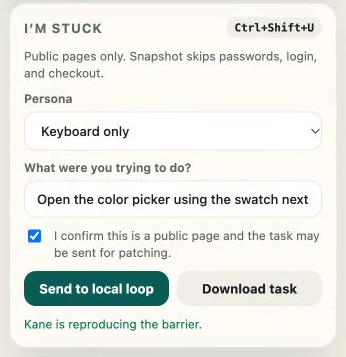 I'M STUCK Ctrl+Shift+U
Public pages only. Snapshot skips passwords, login,
and checkout.
Persona
Keyboard only
What were you trying to do?
Open the color picker using the swatch next
I confirm this is a public page and the task may
be sent for patching.
Send to local loop Download task
Kane is reproducing the barrier.